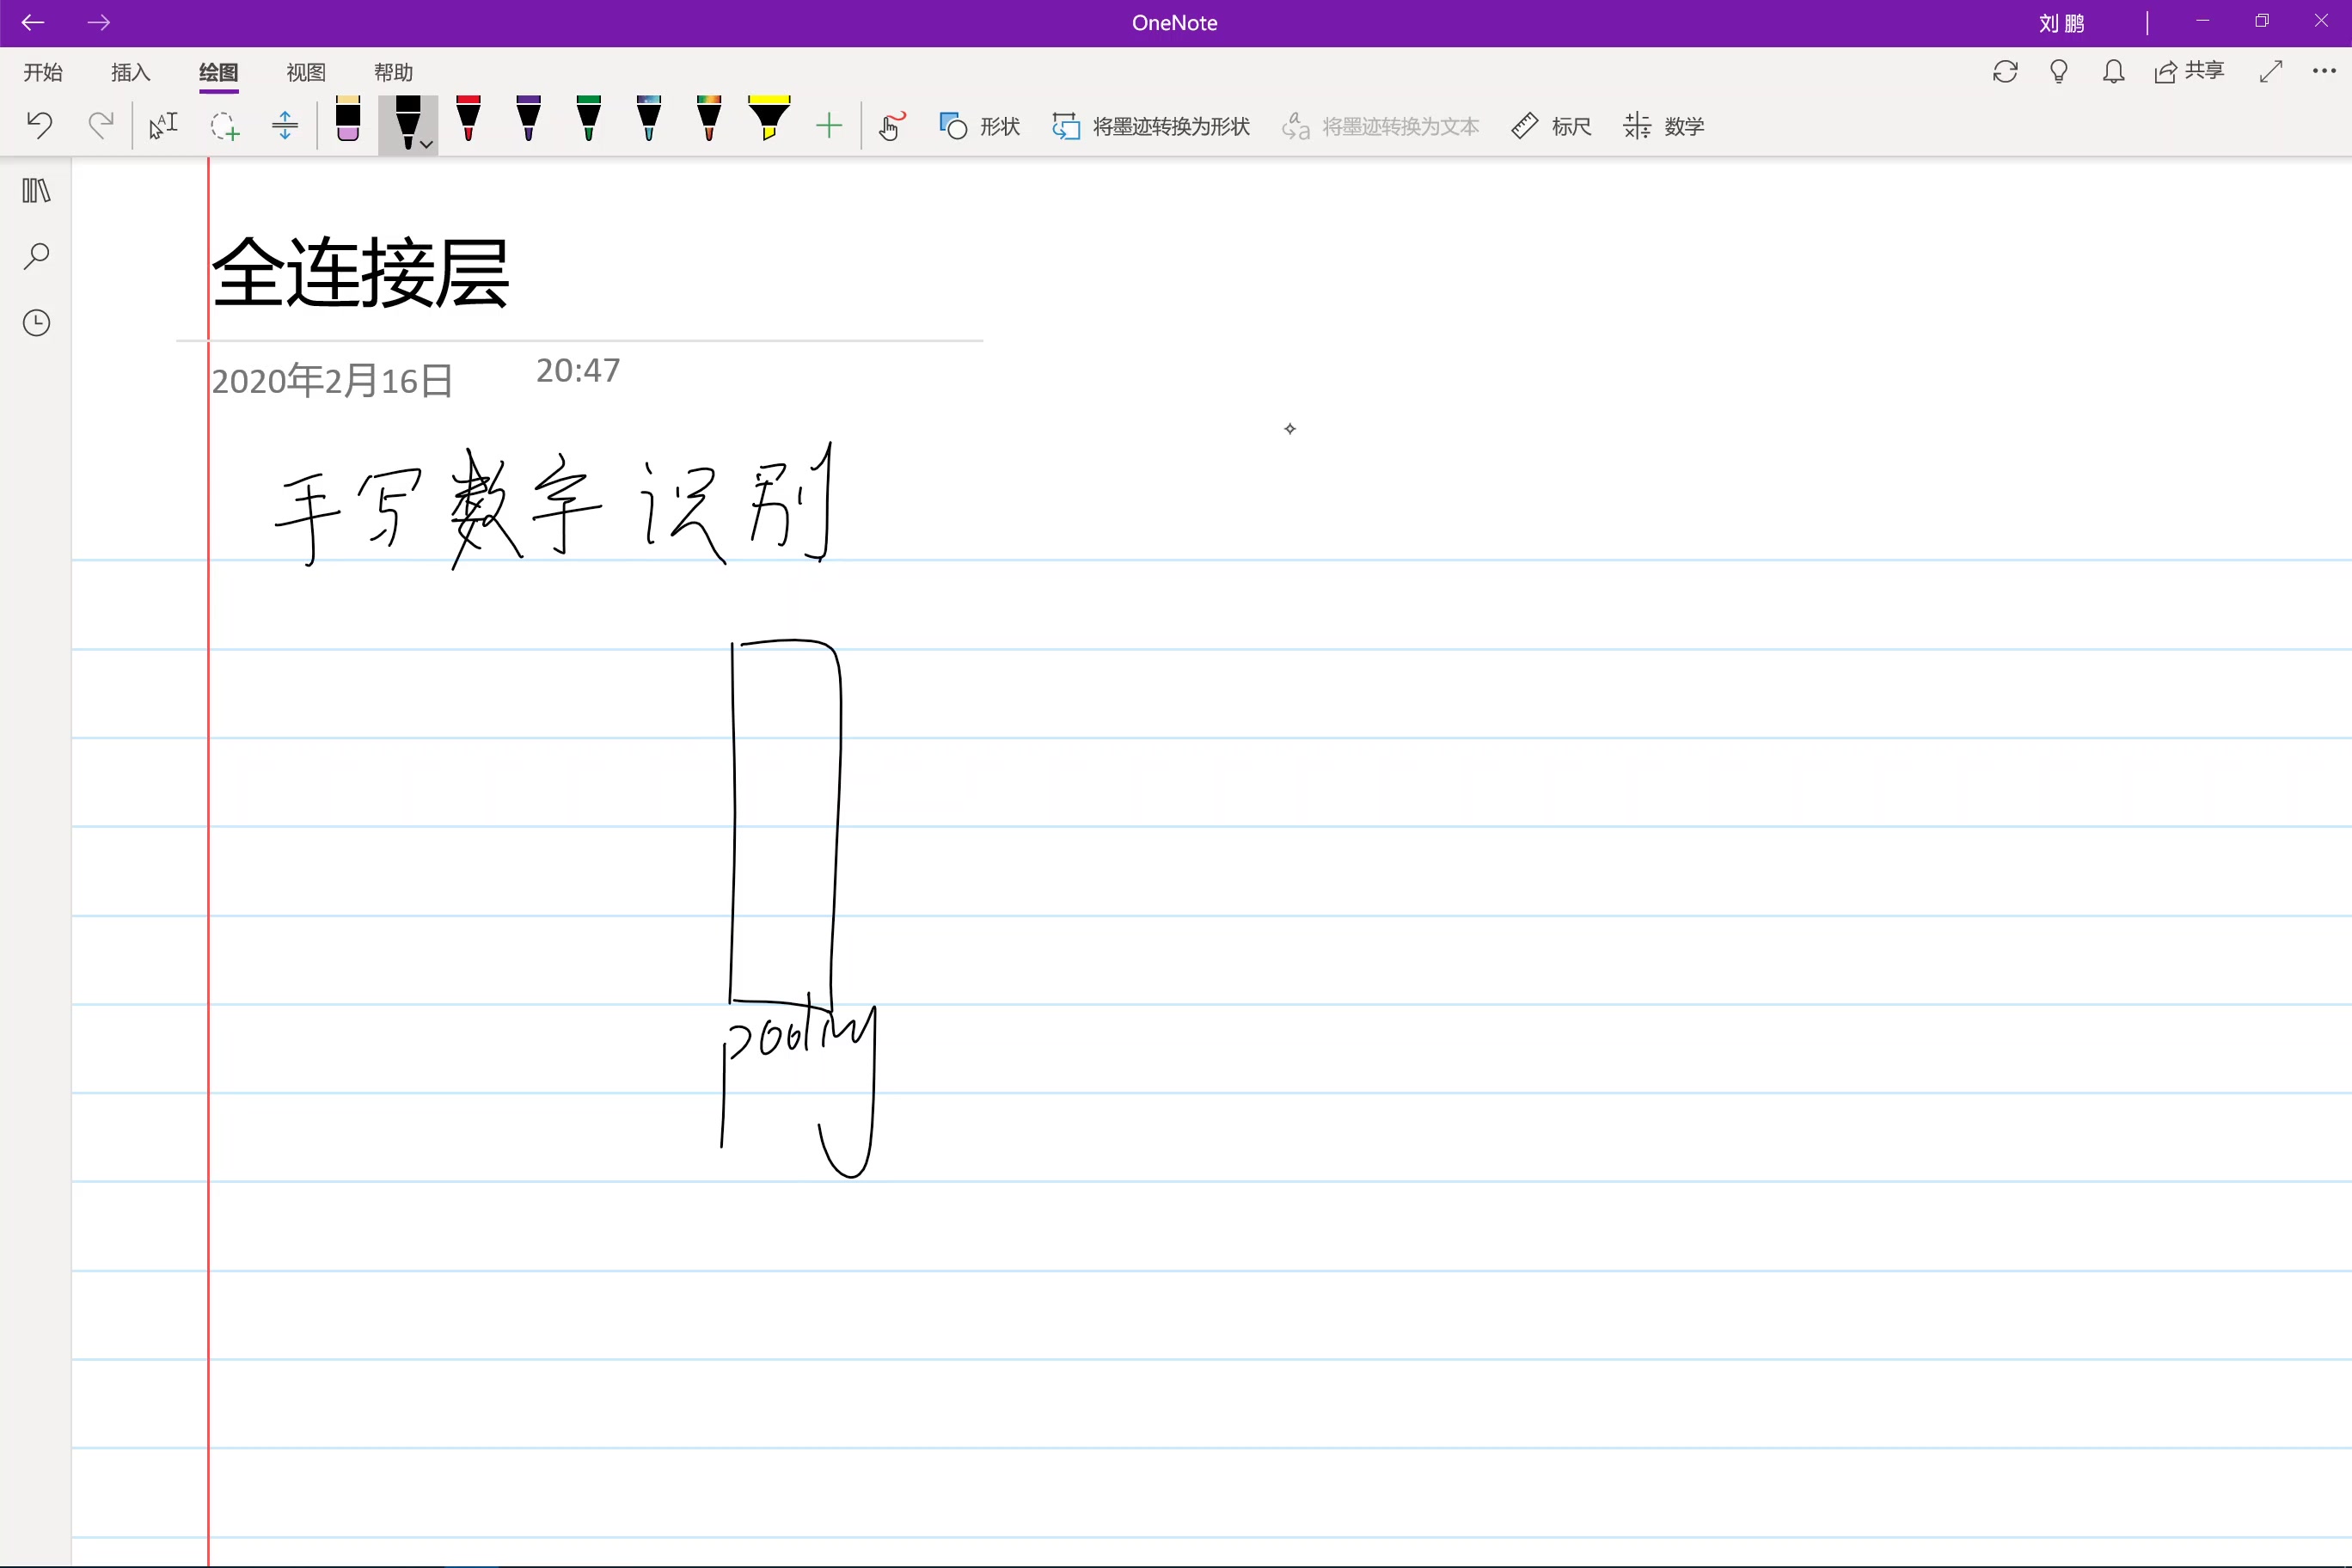 OneNote
刘 鹏
开始 插入 绘图 视图 帮助
共享
形状 将墨迹转换为形状 将墨迹转换为文本 标尺 数学
全连接层
2020年2月16日 20:47
手写数字识别
pooling